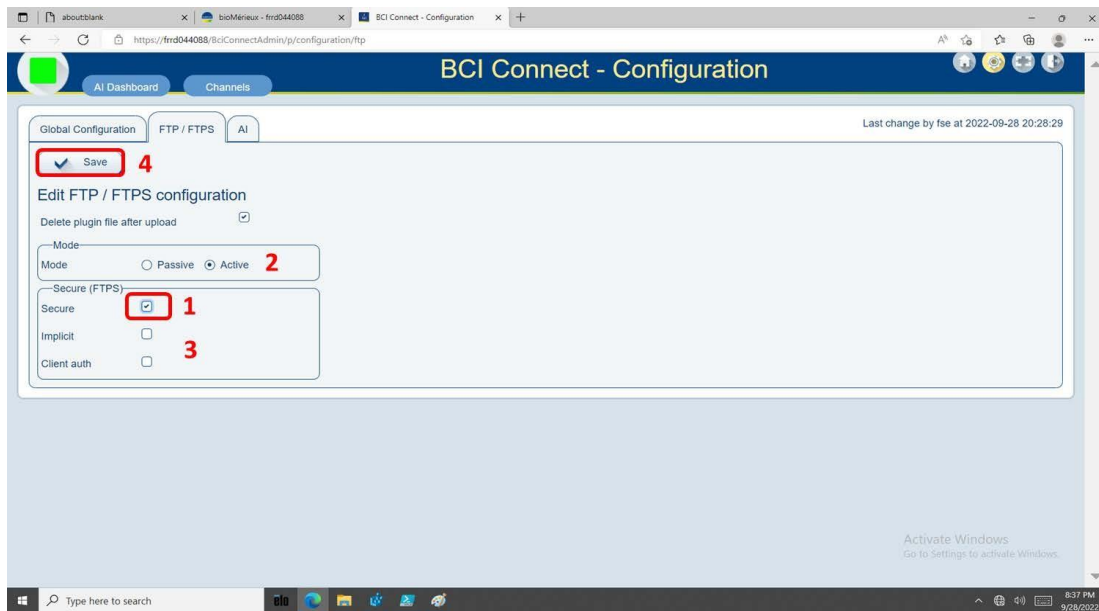 aboutblank
bioMérieux - frrd044088
BCI Connect - Configuration
https://frrd044088/BciConnectAdmin/p/configuration/ftp
BCI Connect - Configuration
AI Dashboard
Channels
Global Configuration
FTP / FTPS
AI
Last change by fse at 2022-09-28 20:28:29
Save
4
Edit FTP / FTPS configuration
Delete plugin file after upload
Mode
Mode
Passive
Active
2
Secure (FTPS)
Secure
1
Implicit
3
Client auth
Activate Windows
Go to Settings to activate Windows.
Type here to search
elo
8:37 PM
9/28/2022